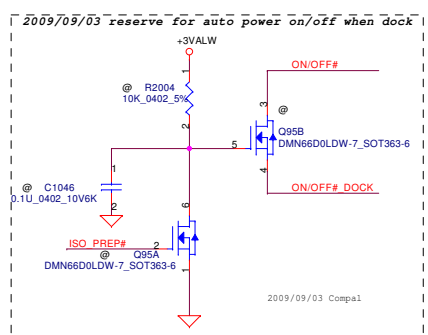 2009/09/03 reserve for auto power on/off when dock
+3VALW
ON/OFF#
1
@ R2004
10K_0402_5%
2
3
@
5
Q95B
DMN66D0LDW-7_SOT363-6
4
1
@ C1046
0.1U_0402_10V6K
2
ON/OFF#_DOCK
6
ISO_PREP#
2
@ Q95A
DMN66D0LDW-7_SOT363-6
1
2009/09/03 Compal